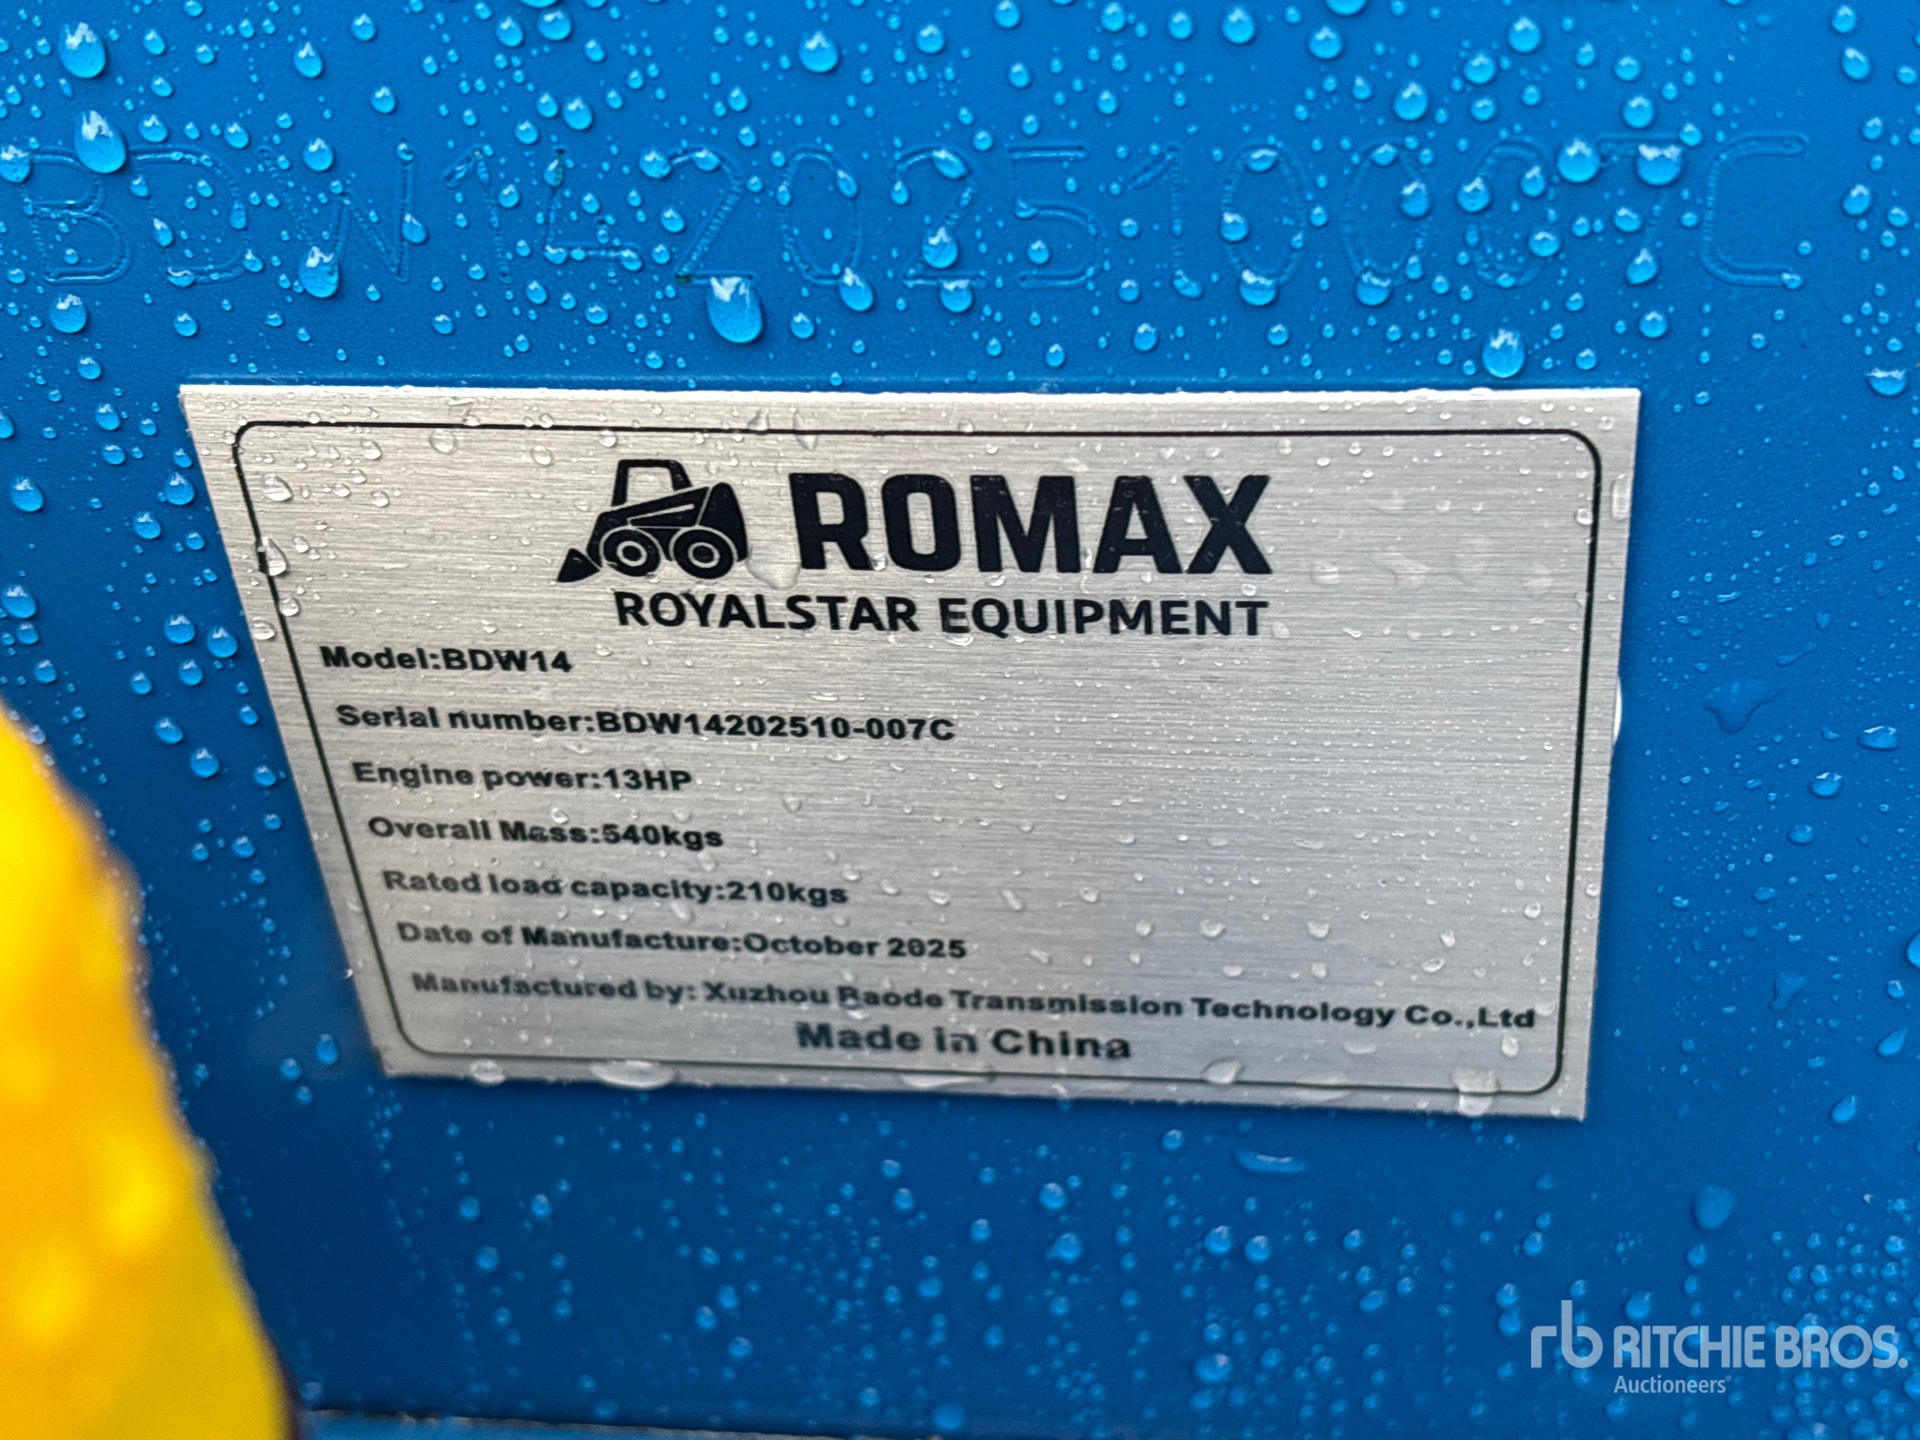 BDW14202510007C
ROMAX
ROYALSTAR EQUIPMENT
Model:BDW14
Serial number:BDW14202510-007C
Engine power:13HP
Overall Mass:540kgs
Rated load capacity:210kgs
Date of Manufacture:October 2025
Manufactured by: Xuzhou Baode Transmission Technology Co.,Ltd
Made in China
rb RITCHIE BROS.
Auctioneers®